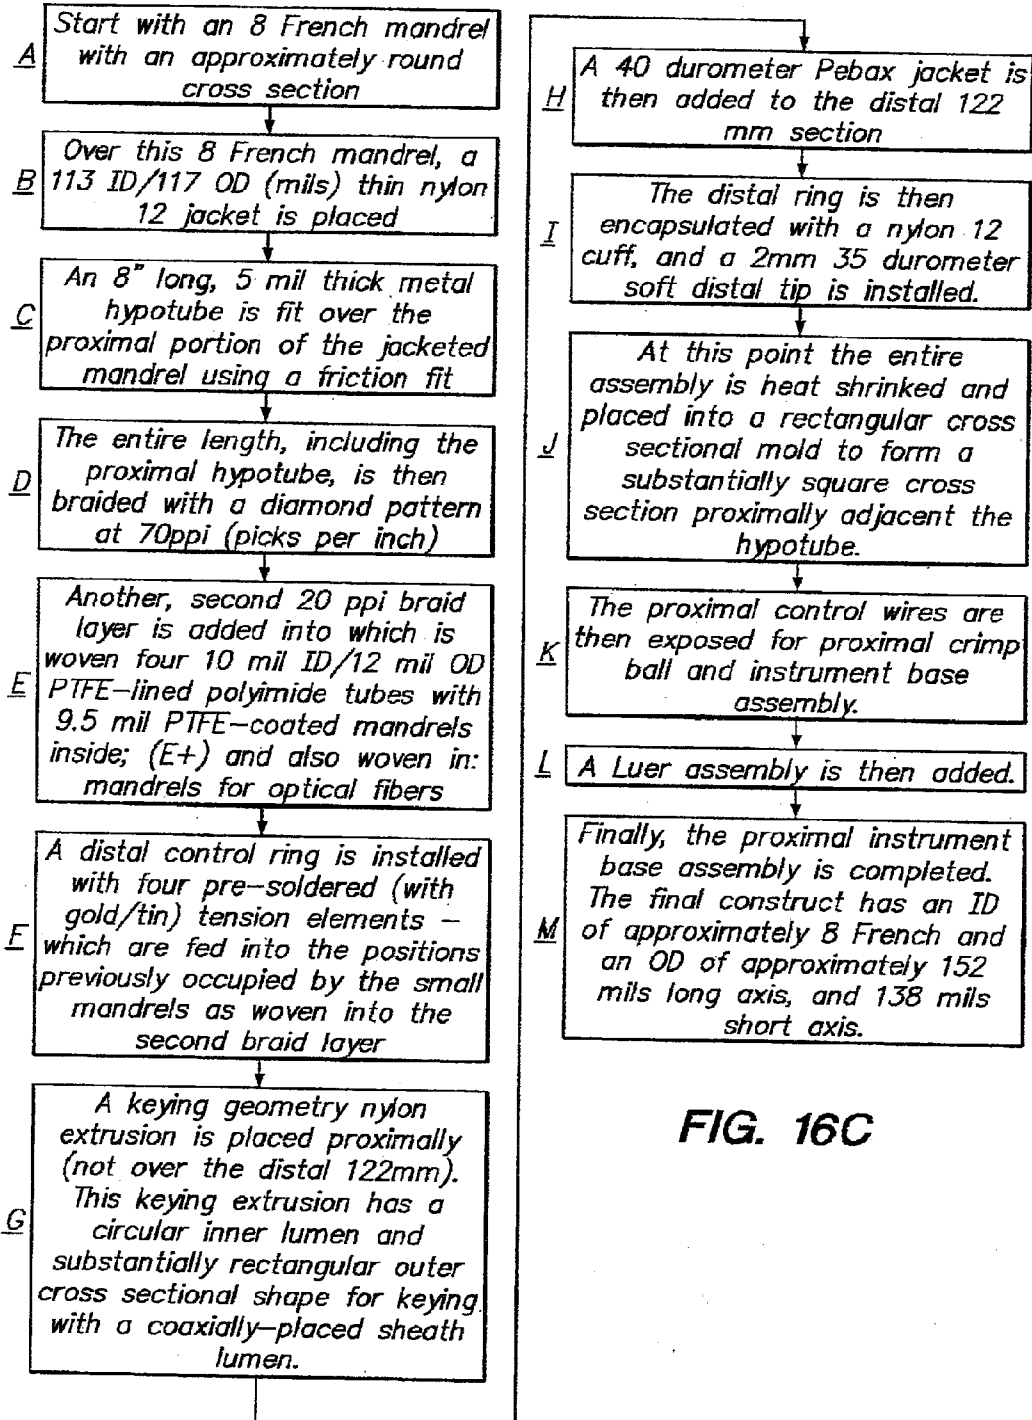 A
Start with an 8 French mandrel
with an approximately round
cross section
B
Over this 8 French mandrel, a
113 ID/117 OD (mils) thin nylon
12 jacket is placed
C
An 8" long, 5 mil thick metal
hypotube is fit over the
proximal portion of the jacketed
mandrel using a friction fit
D
The entire length, including the
proximal hypotube, is then
braided with a diamond pattern
at 70ppi (picks per inch)
E
Another, second 20 ppi braid
layer is added into which is
woven four 10 mil ID/12 mil OD
PTFE-lined polyimide tubes with
9.5 mil PTFE-coated mandrels
inside; (E+) and also woven in:
mandrels for optical fibers
F
A distal control ring is installed
with four pre-soldered (with
gold/tin) tension elements –
which are fed into the positions
previously occupied by the small
mandrels as woven into the
second braid layer
G
A keying geometry nylon
extrusion is placed proximally
(not over the distal 122mm).
This keying extrusion has a
circular inner lumen and
substantially rectangular outer
cross sectional shape for keying
with a coaxially-placed sheath
lumen.
H
A 40 durometer Pebax jacket is
then added to the distal 122
mm section
I
The distal ring is then
encapsulated with a nylon 12
cuff, and a 2mm 35 durometer
soft distal tip is installed.
J
At this point the entire
assembly is heat shrinked and
placed into a rectangular cross
sectional mold to form a
substantially square cross
section proximally adjacent the
hypotube.
K
The proximal control wires are
then exposed for proximal crimp
ball and instrument base
assembly.
L
A Luer assembly is then added.
M
Finally, the proximal instrument
base assembly is completed.
The final construct has an ID
of approximately 8 French and
an OD of approximately 152
mils long axis, and 138 mils
short axis.
FIG. 16C